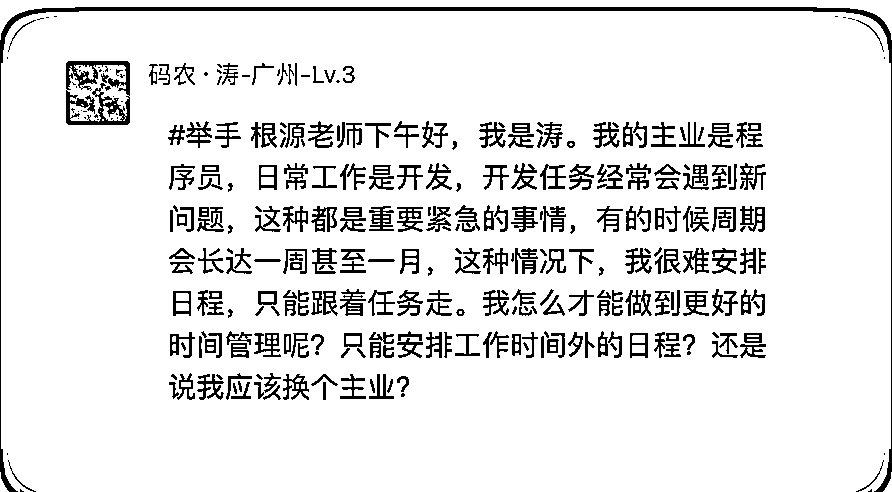 码农·涛-广州-Lv.3
#举手 根源老师下午好，我是涛。我的主业是程
序员，日常工作是开发，开发任务经常会遇到新
问题，这种都是重要紧急的事情，有的时候周期
会长达一周甚至一月，这种情况下，我很难安排
日程，只能跟着任务走。我怎么才能做到更好的
时间管理呢？只能安排工作时间外的日程？还是
说我应该换个主业？